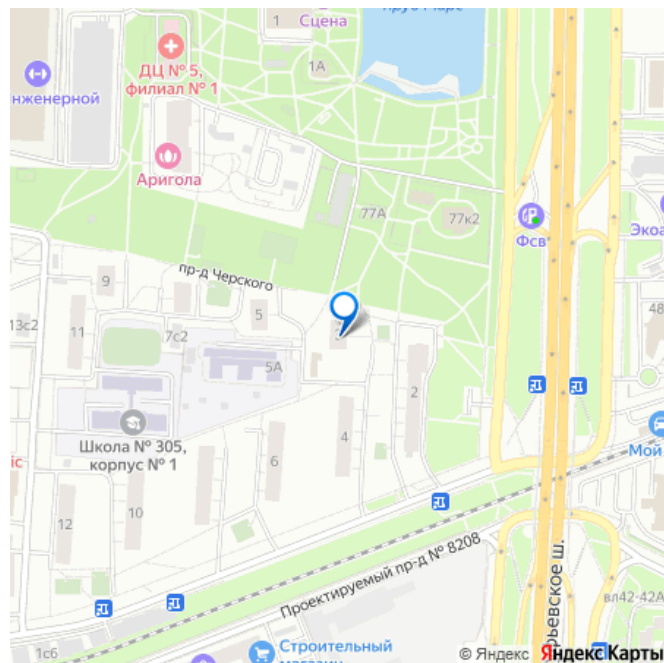 1
Сцена
1А
ДЦ № 5,
филиал № 1
нженерной
Аригола
77А
77к2
Фсв
Экоа
пр-д Черского
9
5
13с2
11
7с2
48
5А
2
Школа № 305,
корпус № 1
4
6
Мой
ic
10
12
Проектируемый пр-д № 8208
рьевское ш.
вл42-42А
1с6
Строительный
магазин
© Яндекс Яндекс Карты